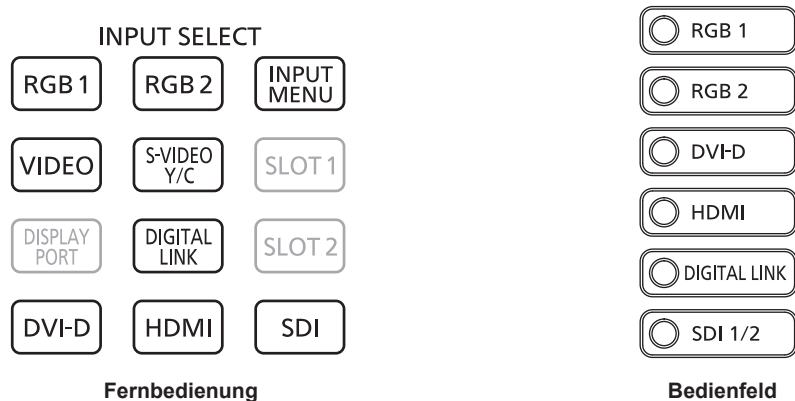 INPUT SELECT
RGB 1
RGB 2
INPUT
MENU
VIDEO
S-VIDEO
Y/C
SLOT 1
DISPLAY
PORT
DIGITAL
LINK
SLOT 2
DVI-D
HDMI
SDI
Fernbedienung
RGB 1
RGB 2
DVI-D
HDMI
DIGITAL LINK
SDI 1/2
Bedienfeld